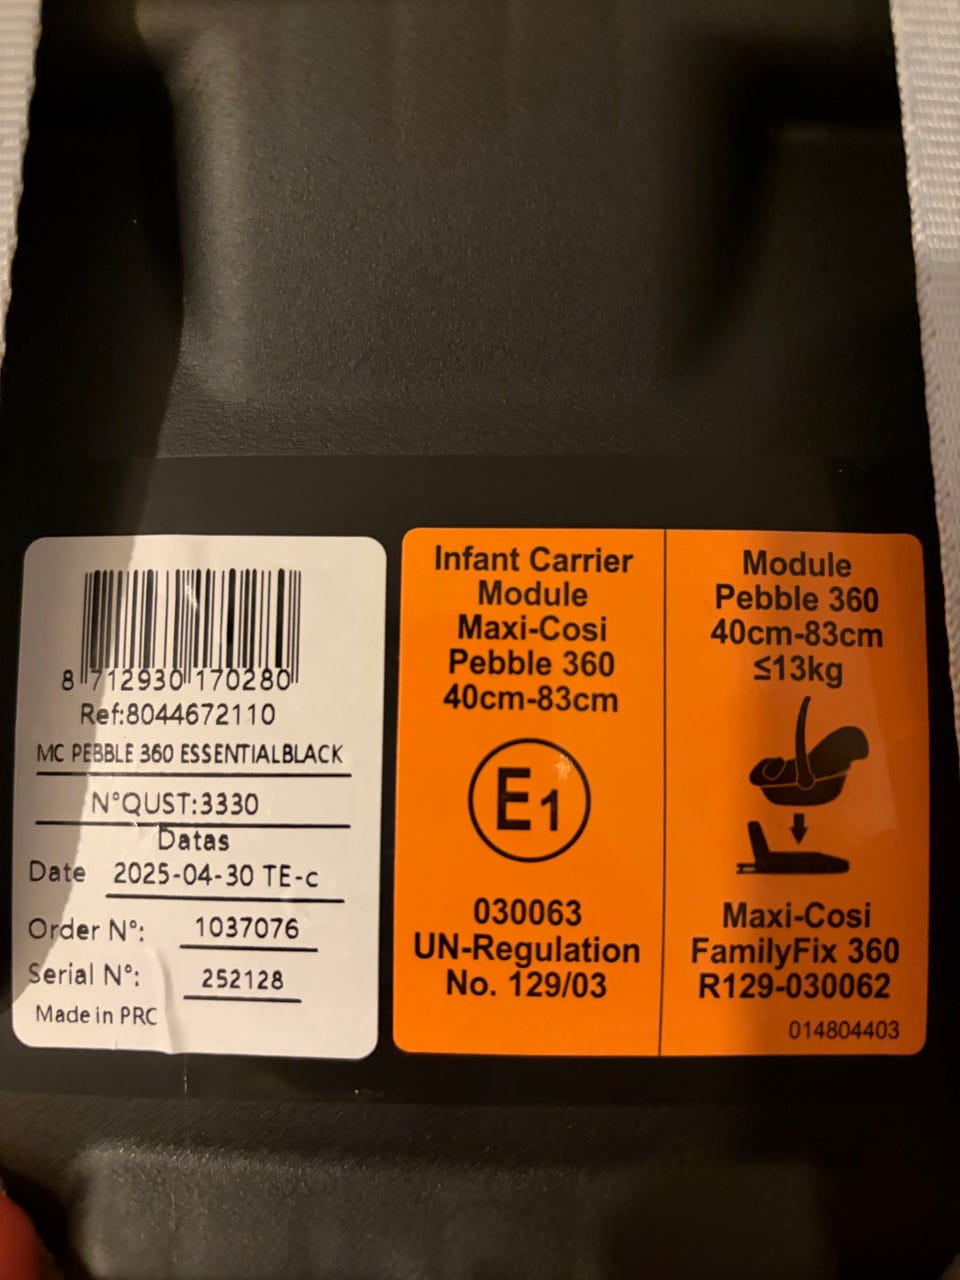 8 712930 170280
Ref:8044672110
MC PEBBLE 360 ESSENTIALBLACK
N°QUST:3330
Datas
Date 2025-04-30 TE-c
Order N°: 1037076
Serial N°: 252128
Made in PRC
Infant Carrier
Module
Maxi-Cosi
Pebble 360
40cm-83cm
E1
030063
UN-Regulation
No. 129/03
Module
Pebble 360
40cm-83cm
≤13kg
Maxi-Cosi
FamilyFix 360
R129-030062
014804403